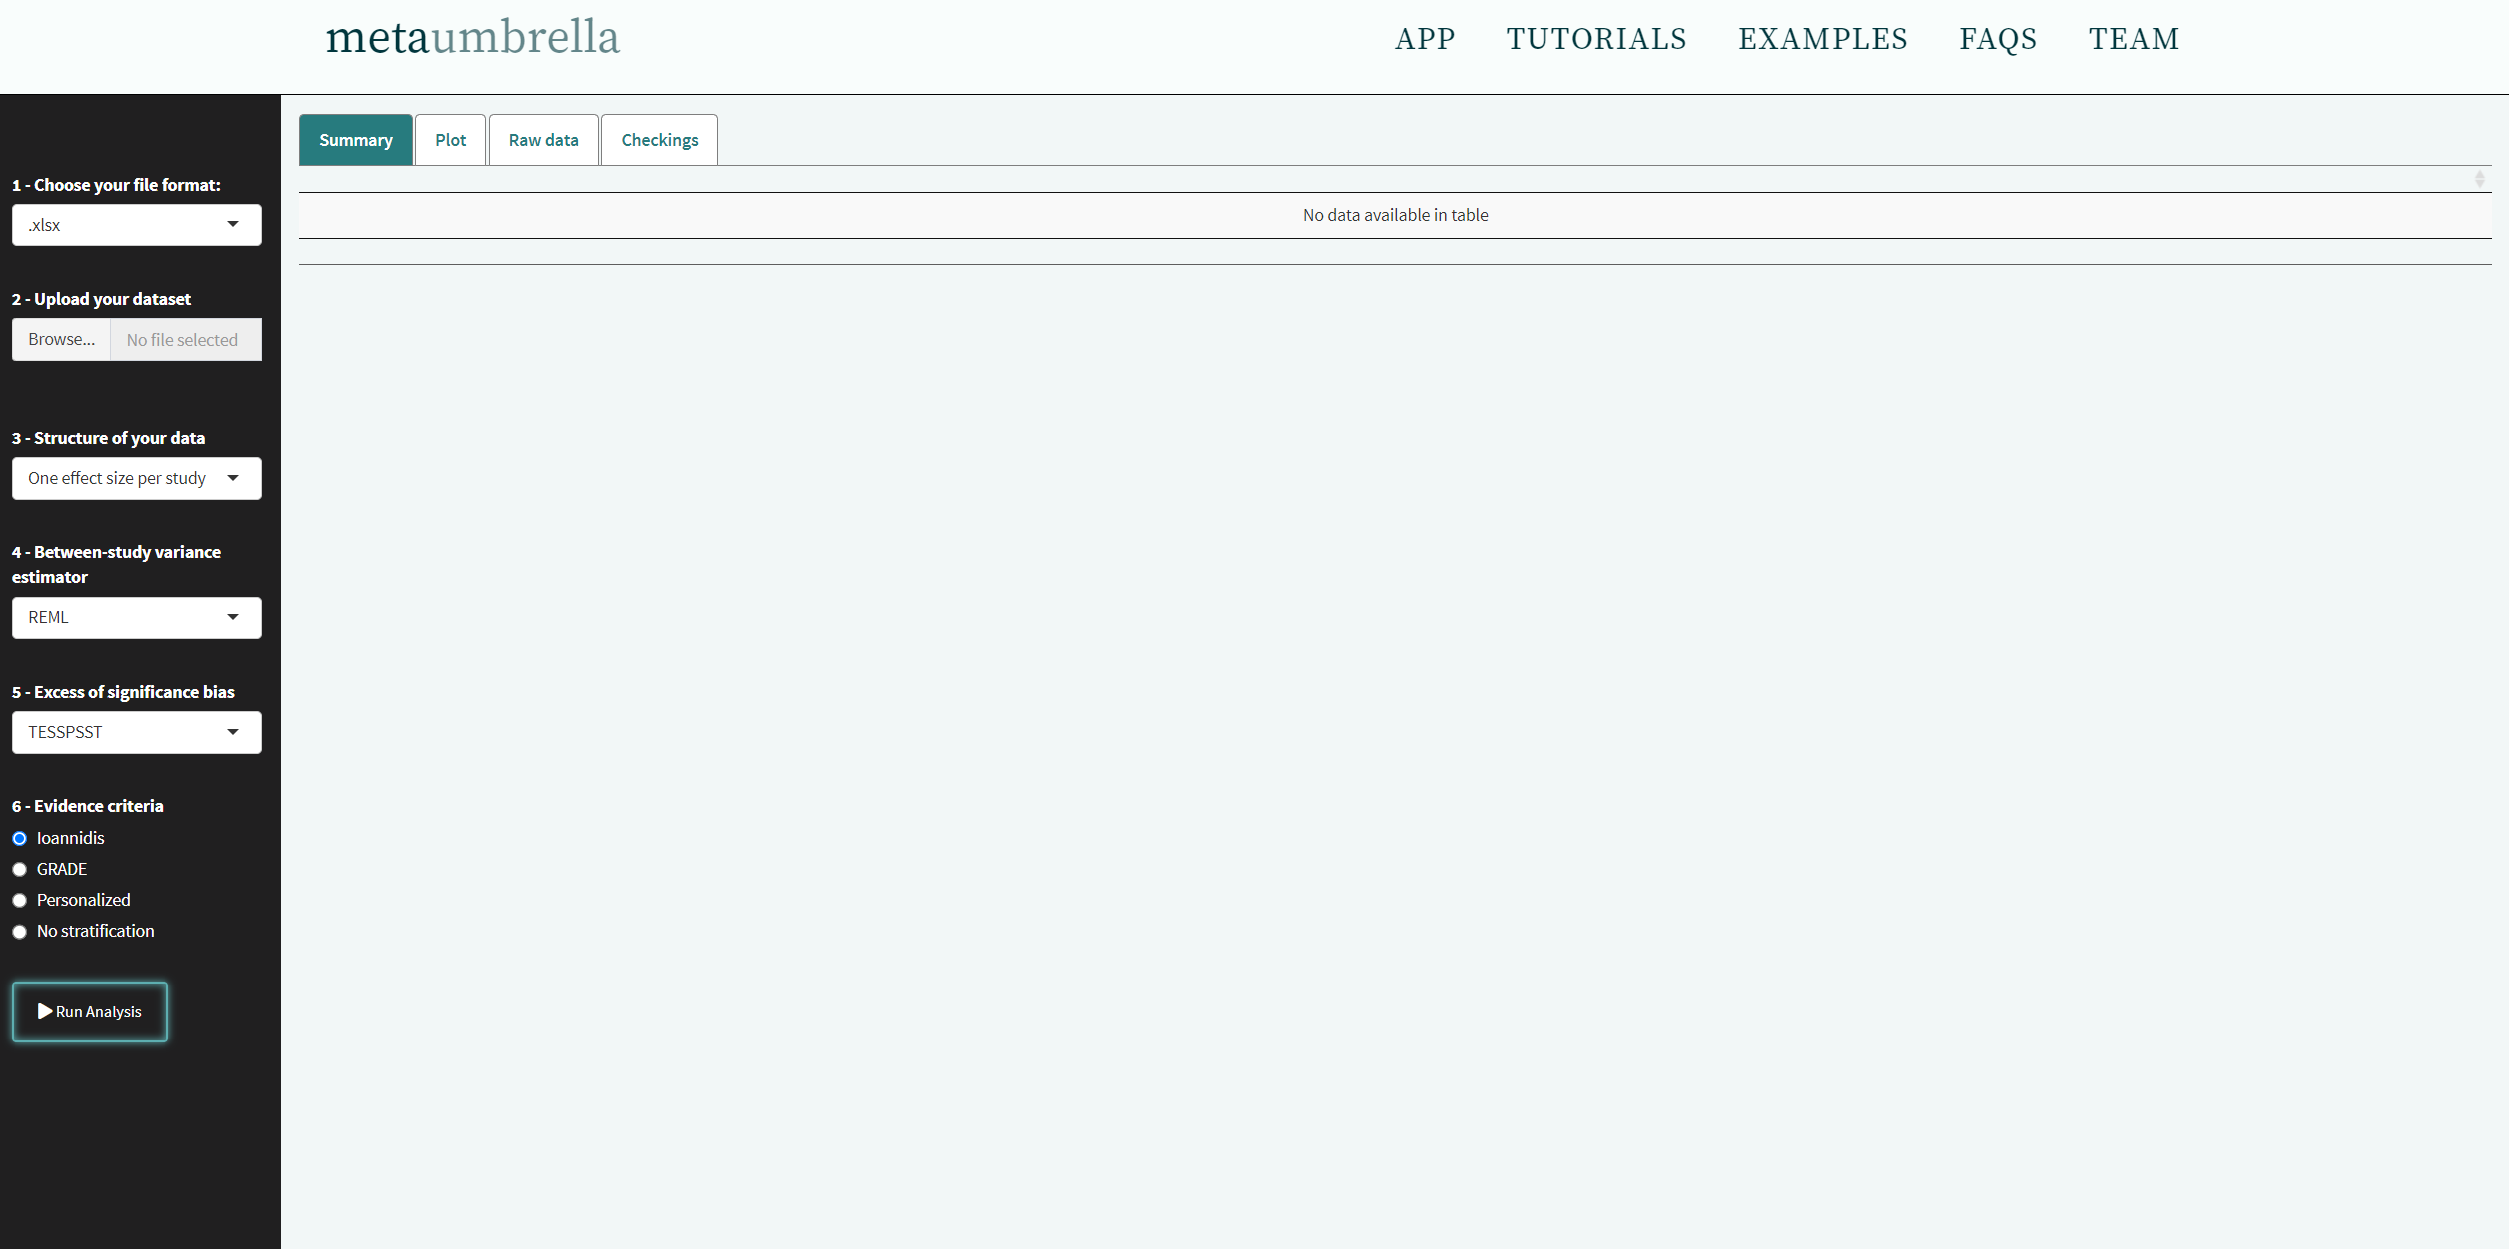 metaumbrella
APP TUTORIALS EXAMPLES FAQS TEAM
1 - Choose your file format:
.xlsx
2 - Upload your dataset
Browse... No file selected
3 - Structure of your data
One effect size per study
4 - Between-study variance
estimator
REML
5 - Excess of significance bias
TESSPSST
6 - Evidence criteria
Ioannidis
GRADE
Personalized
No stratification
Run Analysis
Summary Plot Raw data Checkings
No data available in table